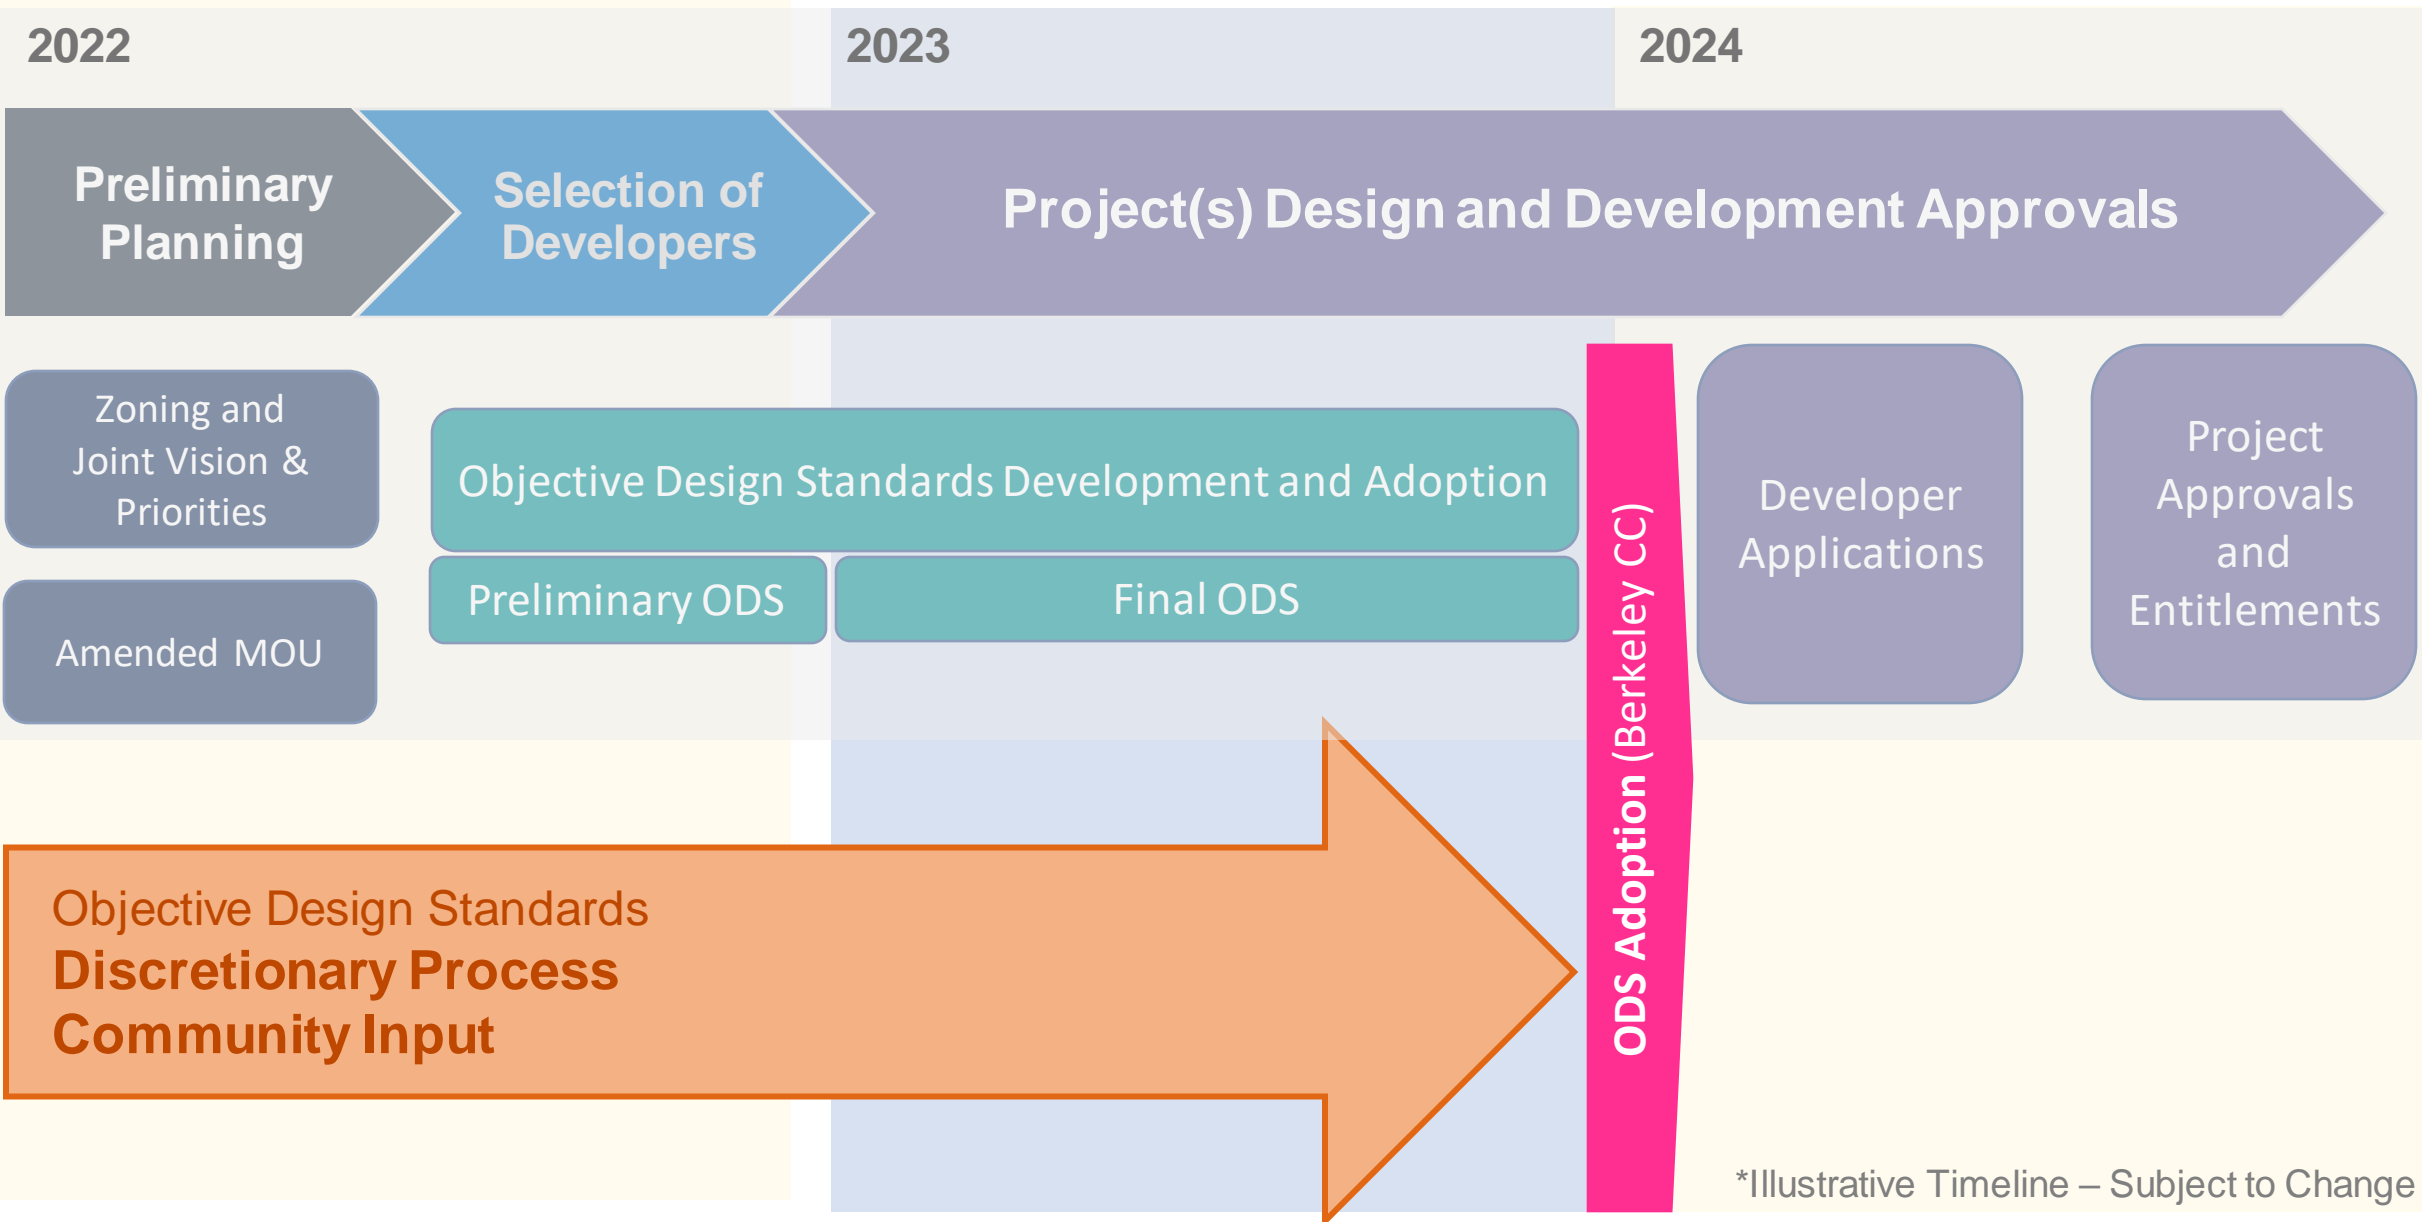 2022
2023
2024
Preliminary
Planning
Selection of
Developers
Project(s) Design and Development Approvals
Zoning and
Joint Vision &
Priorities
Amended MOU
Objective Design Standards Development and Adoption
Preliminary ODS
Final ODS
ODS Adoption (Berkeley CC)
Developer
Applications
Project
Approvals
and
Entitlements
Objective Design Standards
Discretionary Process
Community Input
*Illustrative Timeline – Subject to Change